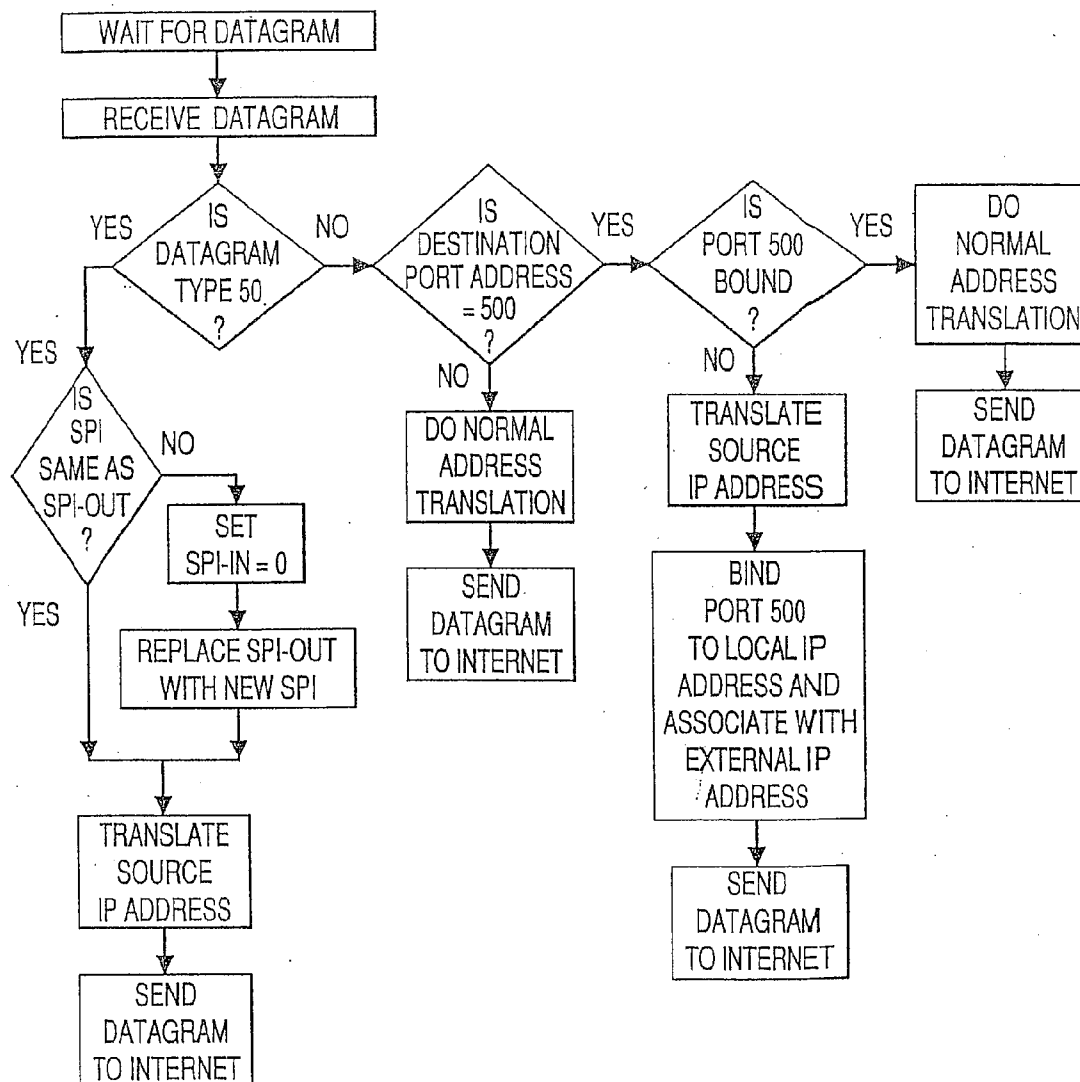 WAIT FOR DATAGRAM
RECEIVE DATAGRAM
IS
DATAGRAM
TYPE 50
?
YES
NO
IS
DESTINATION
PORT ADDRESS
= 500
?
YES
NO
IS
PORT 500
BOUND
?
YES
NO
DO
NORMAL
ADDRESS
TRANSLATION
SEND
DATAGRAM
TO INTERNET
YES
IS
SPI
SAME AS
SPI-OUT
?
NO
YES
SET
SPI-IN = 0
REPLACE SPI-OUT
WITH NEW SPI
TRANSLATE
SOURCE
IP ADDRESS
SEND
DATAGRAM
TO INTERNET
DO NORMAL
ADDRESS
TRANSLATION
SEND
DATAGRAM
TO INTERNET
TRANSLATE
SOURCE
IP ADDRESS
BIND
PORT 500
TO LOCAL IP
ADDRESS AND
ASSOCIATE WITH
EXTERNAL IP
ADDRESS
SEND
DATAGRAM
TO INTERNET